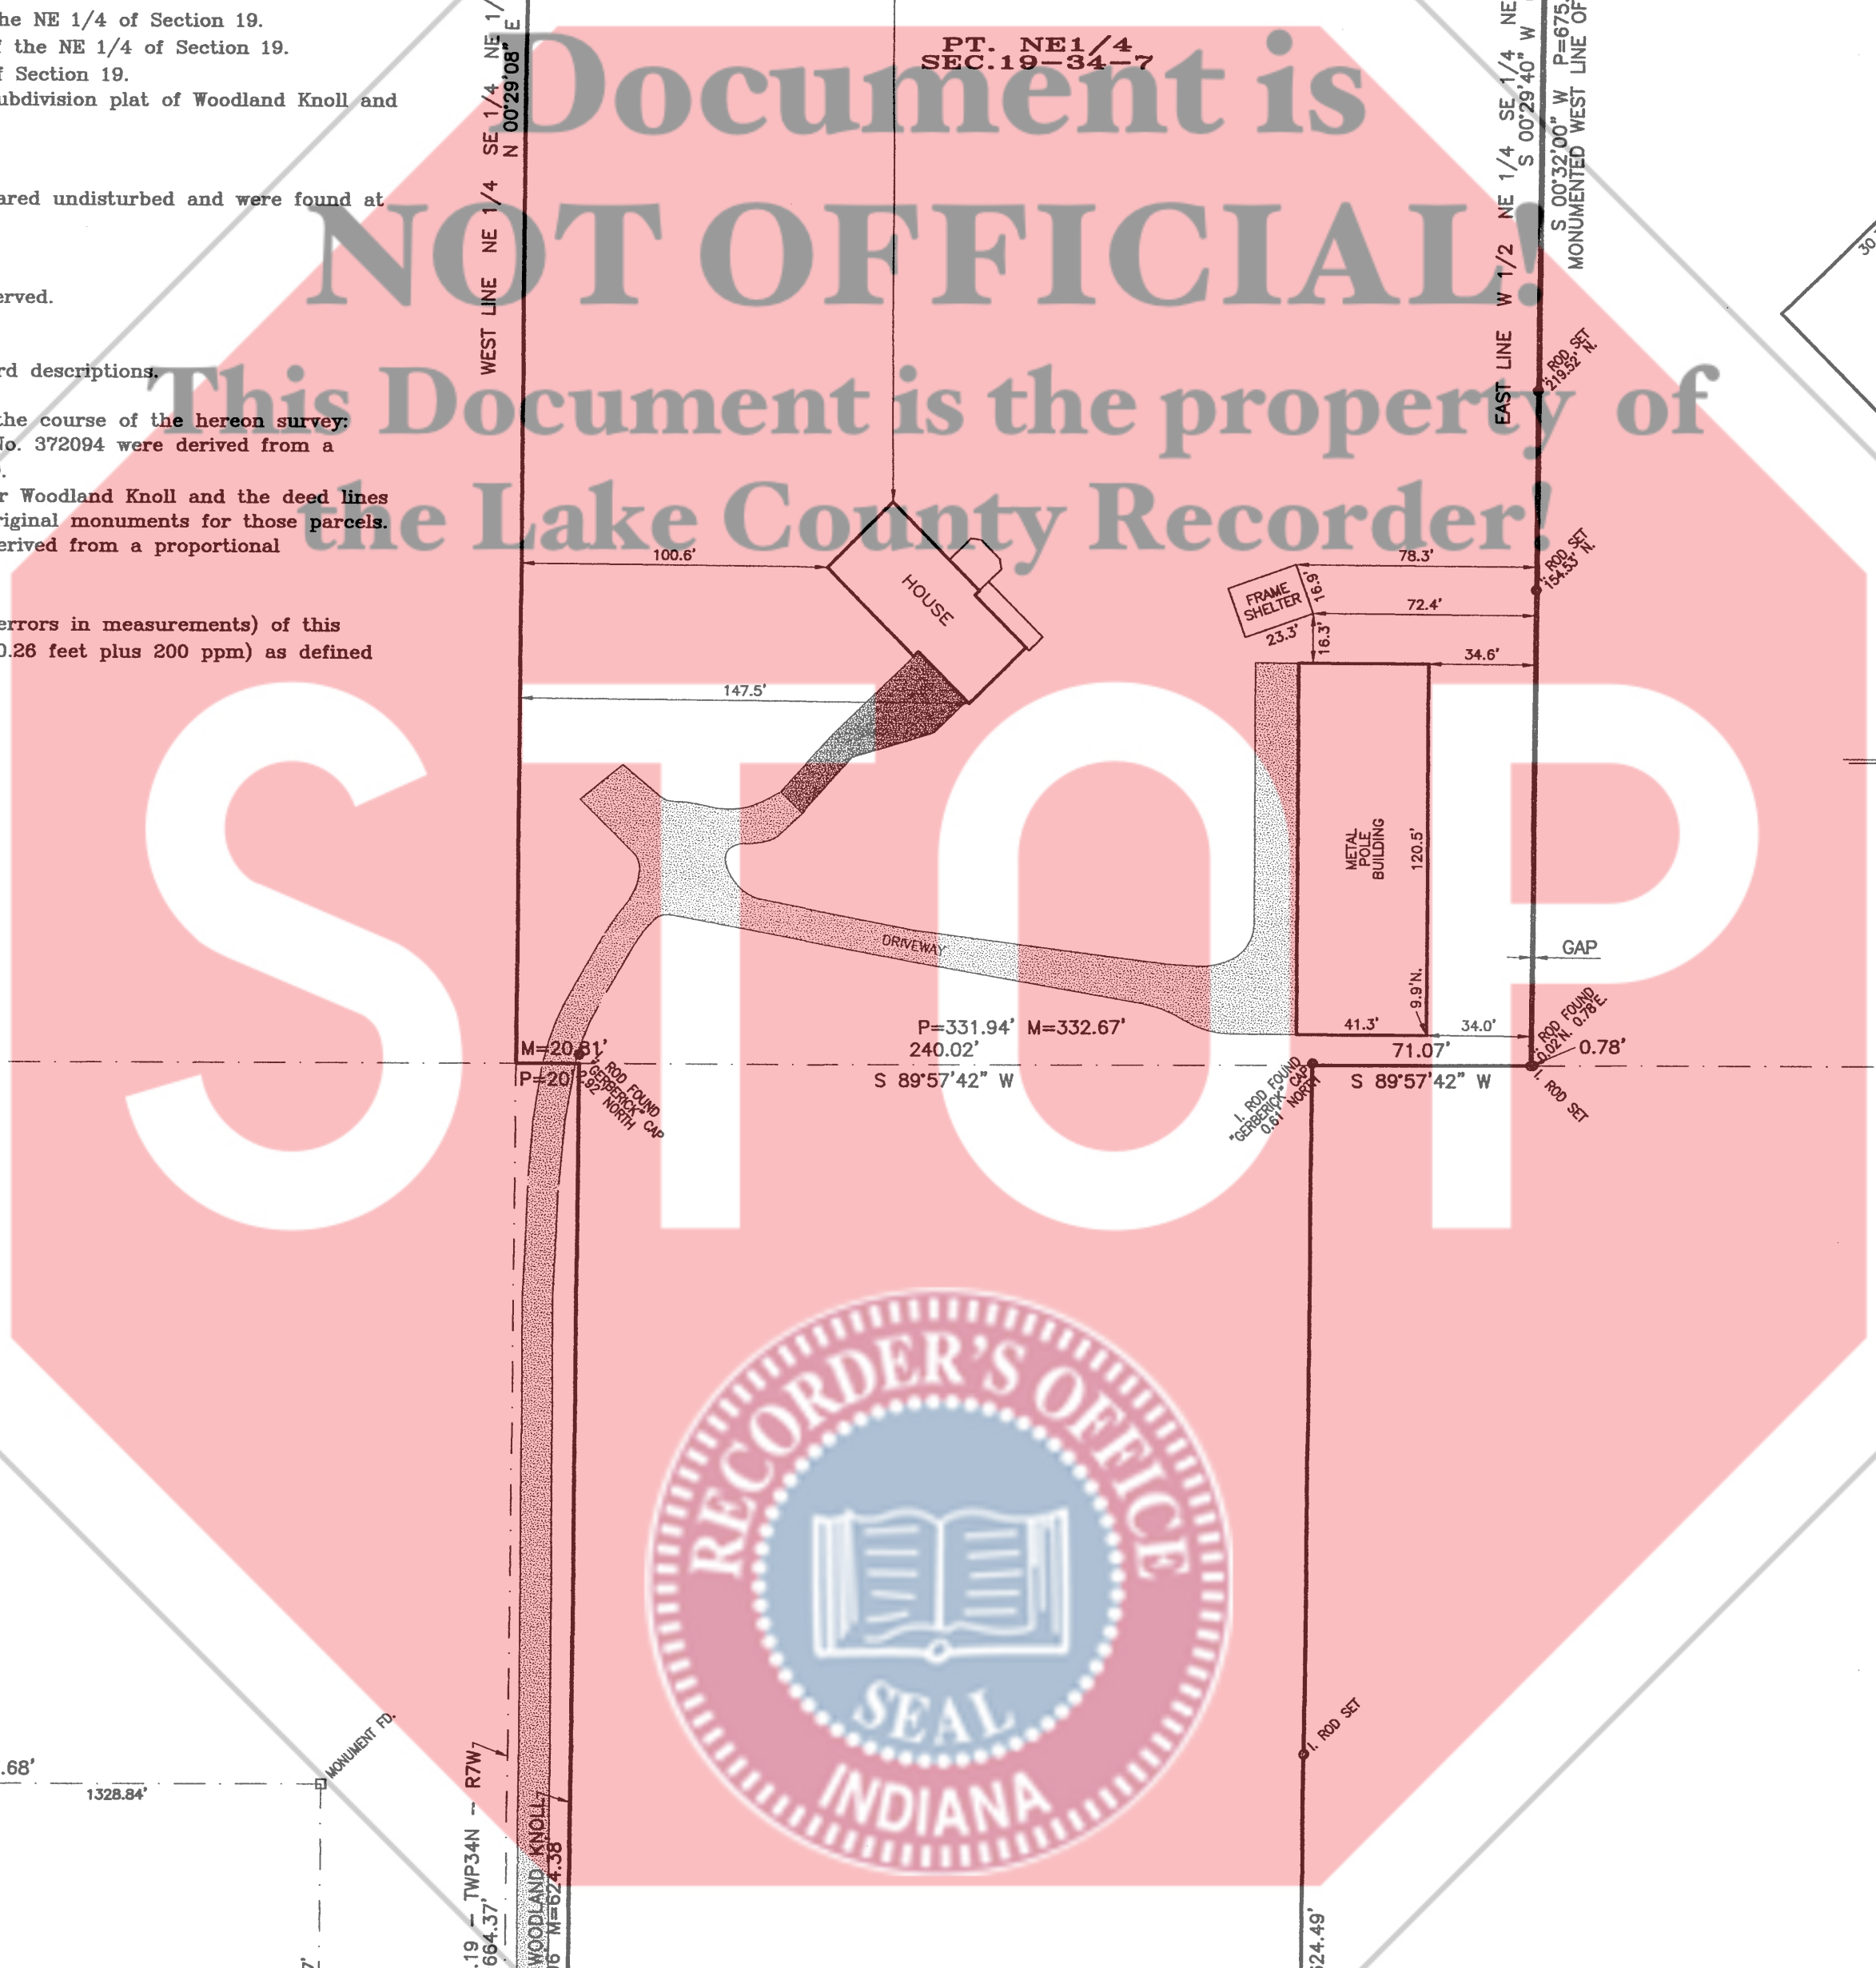 he NE 1/4 of Section 19.
the NE 1/4 of Section 19.
Section 19.
ubdivision plat of Woodland Knoll and
ared undisturbed and were found at
erved.
rd descriptions.
the course of the hereon survey:
No. 372094 were derived from a
r Woodland Knoll and the deed lines
riginal monuments for those parcels.
erived from a proportional
errors in measurements) of this
0.26 feet plus 200 ppm) as defined
PT. NE1/4
SEC.19-34-7
Document is
NOT OFFICIAL!
This Document is the property of
the Lake County Recorder!
STOP
WEST LINE NE 1/4 SE 1/4 NE 1/
N 00°29'08" E
EAST LINE W 1/2 NE 1/4 SE 1/4 NE
S 00°29'40" W
S 00°32'00" W P=675.
MONUMENTED WEST LINE OF
30
I. ROD SET
219.52' N.
I. ROD SET
154.53' N.
100.6'
HOUSE
78.3'
FRAME
SHELTER
16.9'
72.4'
23.3'
16.3'
34.6'
147.5'
METAL
POLE
BUILDING
120.5'
DRIVEWAY
GAP
9.9'N.
41.3'
34.0'
I. ROD FOUND
0.02'N. 0.78'E.
0.78'
I. ROD SET
P=331.94' M=332.67'
M=20.81'
240.02'
71.07'
P=20'
S 89°57'42" W
S 89°57'42" W
I. ROD FOUND
"GERBERICK" CAP
2.92' NORTH
I. ROD FOUND
"GERBERICK" CAP
0.61' NORTH
I. ROD SET
MONUMENT FD.
.68'
1328.84'
.19 - TWP34N -- R7W
664.37'
WOODLAND KNOLL
M=624.38'
624.49'
RECORDER'S OFFICE
SEAL
INDIANA